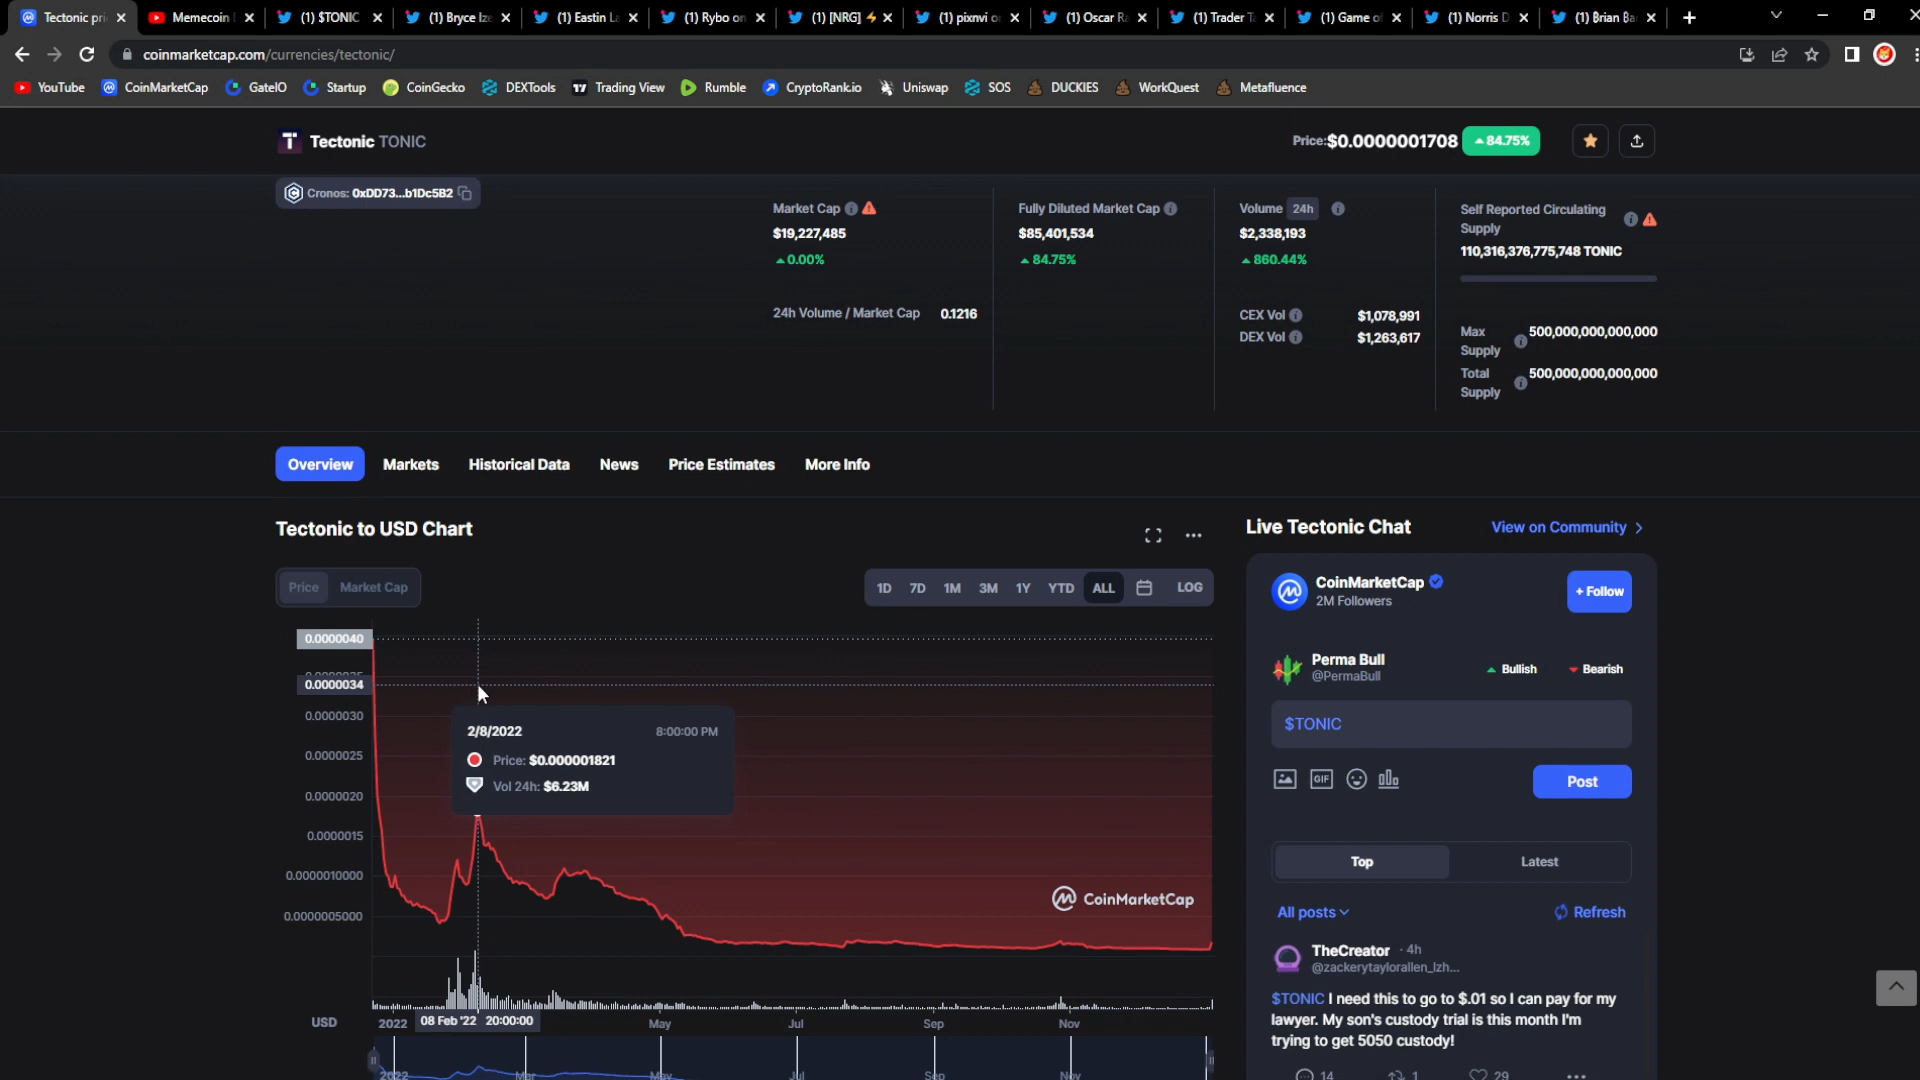 Tectonic pri
Memecoin
(1) $TONIC
(1) Bryce Ize
(1) Eastin L
(1) Rybo on
(1) [NRG]⚡
(1) pixnvi o
(1) Oscar R
(1) Trader T
(1) Game of
(1) Norris D
(1) Brian Ba
coinmarketcap.com/currencies/tectonic/
YouTube CoinMarketCap GateIO Startup CoinGecko DEXTools Trading View Rumble CryptoRank.io Uniswap SOS DUCKIES WorkQuest Metafluence
Tectonic TONIC
Price:$0.0000001708 84.75%
Cronos: 0xDD73...b1Dc5B2
Market Cap
$19,227,485
0.00%
24h Volume / Market Cap 0.1216
Fully Diluted Market Cap
$85,401,534
84.75%
Volume 24h
$2,338,193
860.44%
CEX Vol $1,078,991
DEX Vol $1,263,617
Self Reported Circulating
Supply
110,316,376,775,748 TONIC
Max
Supply
500,000,000,000,000
Total
Supply
500,000,000,000,000
Overview Markets Historical Data News Price Estimates More Info
Tectonic to USD Chart
Price Market Cap
1D 7D 1M 3M 1Y YTD ALL LOG
0.0000040
0.0000034
0.0000030
0.0000025
0.0000020
0.0000015
0.0000010000
0.0000005000
2/8/2022 8:00:00 PM
Price: $0.000001821
Vol 24h: $6.23M
CoinMarketCap
USD
2022 08 Feb '22 20:00:00 May Jul Sep Nov
2022 Mar May Jul Sep Nov
Live Tectonic Chat
View on Community
CoinMarketCap
2M Followers
+ Follow
Perma Bull
@PermaBull
Bullish Bearish
$TONIC
GIF
Post
Top Latest
All posts
Refresh
TheCreator · 4h
@zackerytaylorallen_lzh...
$TONIC I need this to go to $.01 so I can pay for my
lawyer. My son's custody trial is this month I'm
trying to get 5050 custody!
14 1 29